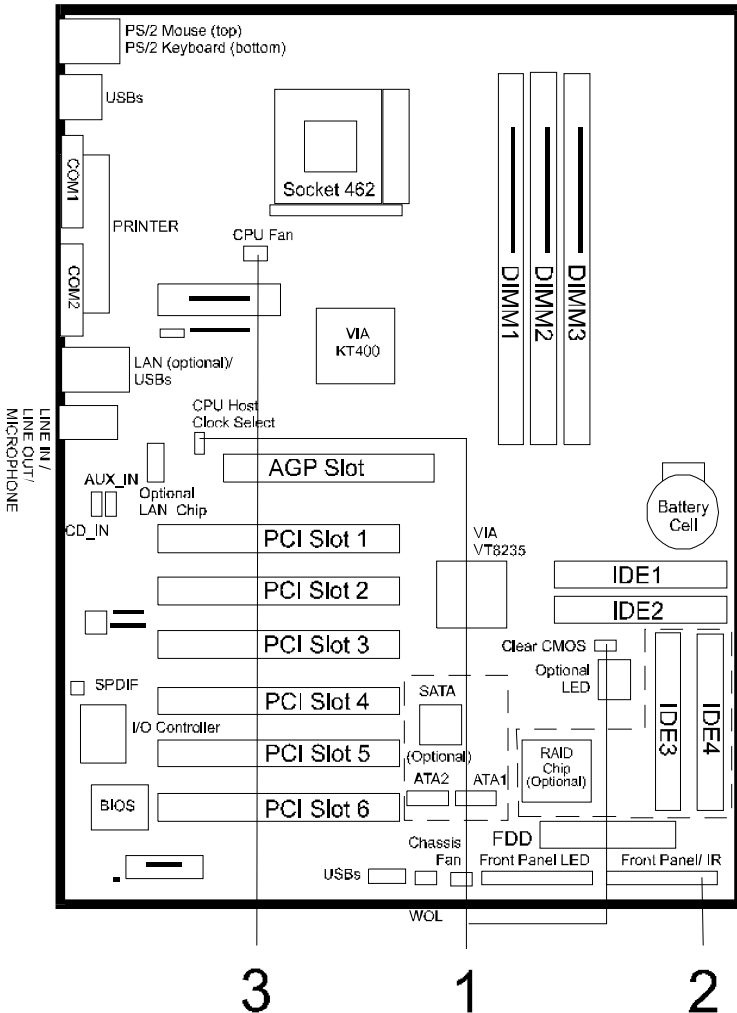 PS/2 Mouse (top)
PS/2 Keyboard (bottom)
USBs
COM1
PRINTER
COM2
Socket 462
CPU Fan
DIMM1
DIMM2
DIMM3
VIA
KT400
LAN (optional)/
USBs
LINE IN /
LINE OUT/
MICROPHONE
CPU Host
Clock Select
AGP Slot
AUX_IN
Optional
LAN Chip
CD_IN
Battery
Cell
PCI Slot 1
VIA
VT8235
IDE1
PCI Slot 2
IDE2
PCI Slot 3
Clear CMOS
Optional
LED
SPDIF
PCI Slot 4
SATA
(Optional)
IDE3
IDE4
I/O Controller
PCI Slot 5
RAID
Chip
(Optional)
ATA2
ATA1
BIOS
PCI Slot 6
FDD
Chassis
Fan
Front Panel LED
Front Panel/ IR
USBs
WOL
3
1
2